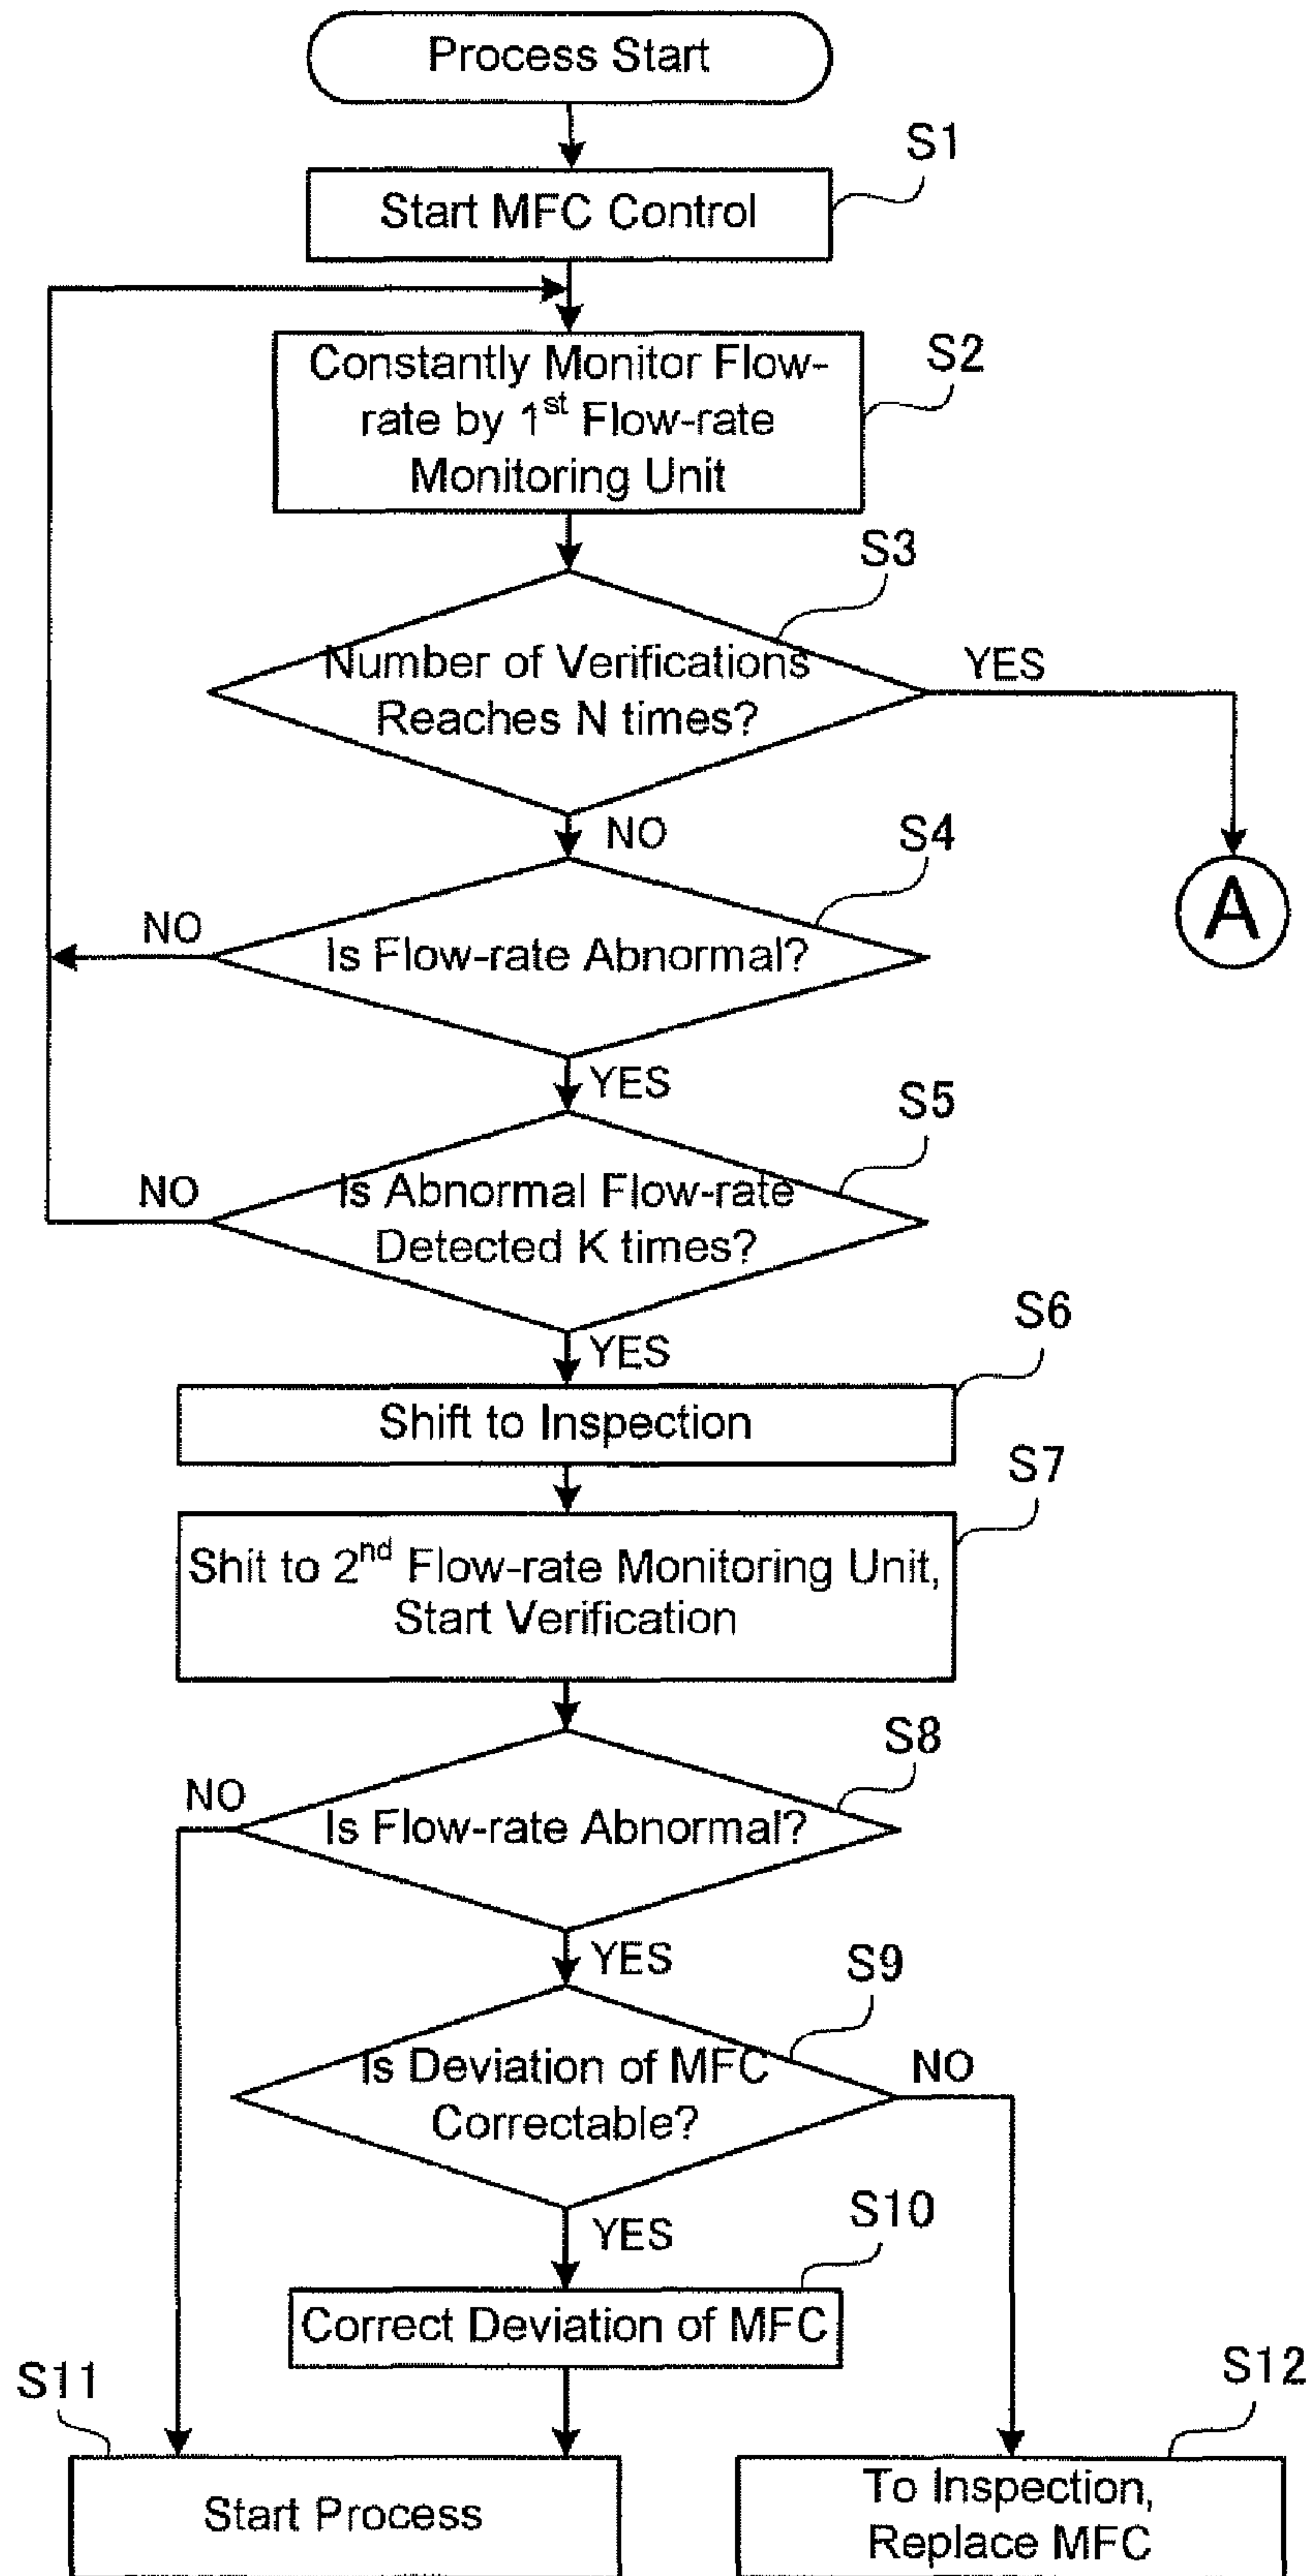 Process Start
S1
Start MFC Control
S2
Constantly Monitor Flow-
rate by 1st Flow-rate
Monitoring Unit
S3
Number of Verifications
Reaches N times?
YES
NO
A
S4
NO
Is Flow-rate Abnormal?
YES
S5
NO
Is Abnormal Flow-rate
Detected K times?
YES
S6
Shift to Inspection
S7
Shit to 2nd Flow-rate Monitoring Unit,
Start Verification
S8
NO
Is Flow-rate Abnormal?
YES
S9
Is Deviation of MFC
Correctable?
NO
YES
S10
Correct Deviation of MFC
S11
Start Process
S12
To Inspection,
Replace MFC